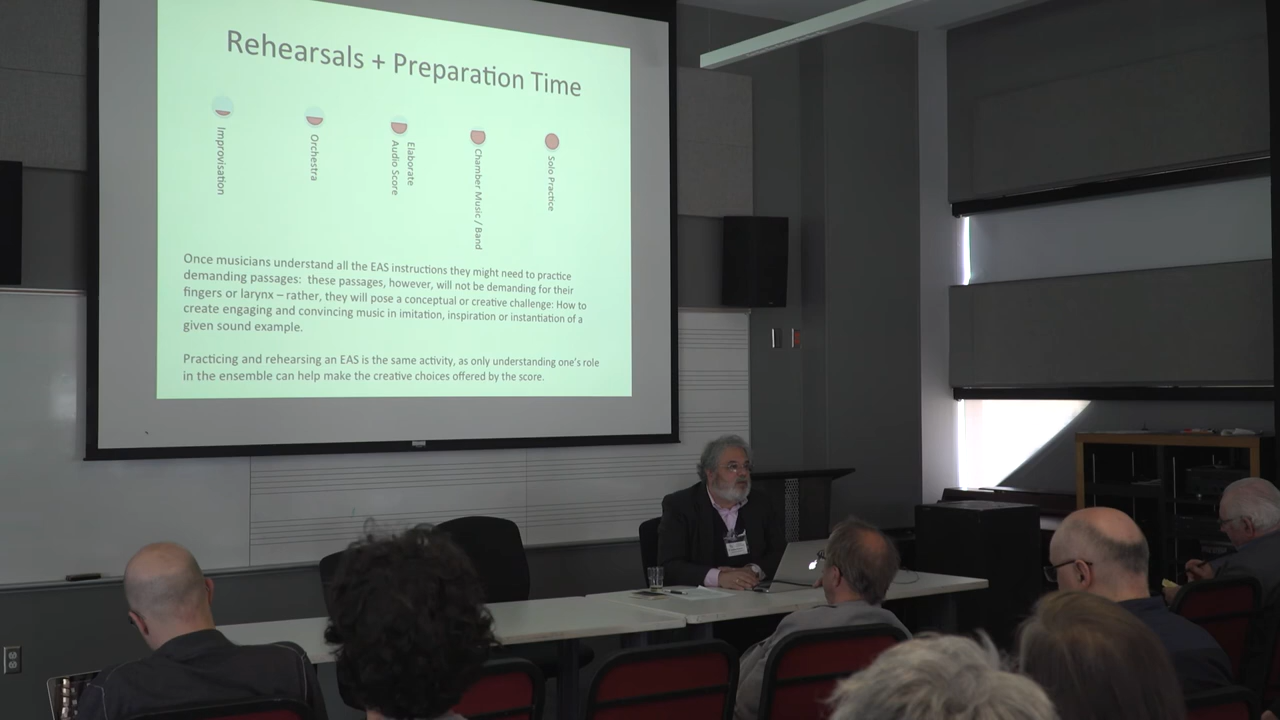 Rehearsals + Preparation Time
Improvisation
Orchestra
Elaborate
Audio Score
Chamber Music / Band
Solo Practice
Once musicians understand all the EAS instructions they might need to practice
demanding passages: these passages, however, will not be demanding for their
fingers or larynx – rather, they will pose a conceptual or creative challenge: How to
create engaging and convincing music in imitation, inspiration or instantiation of a
given sound example.
Practicing and rehearsing an EAS is the same activity, as only understanding one's role
in the ensemble can help make the creative choices offered by the score.